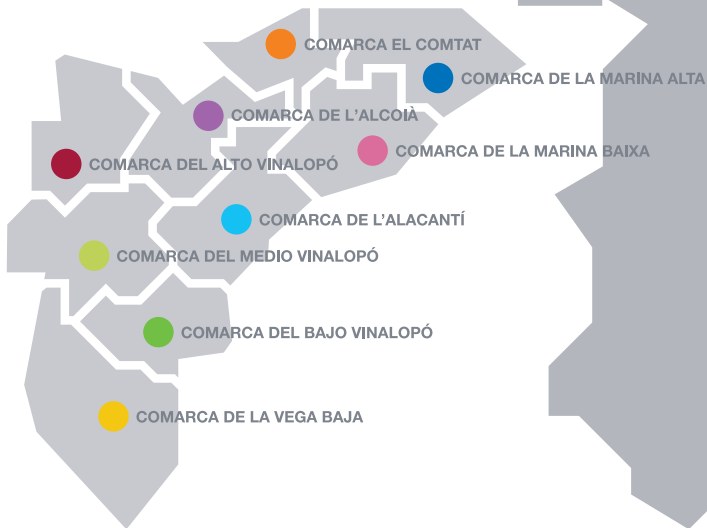 COMARCA EL COMTAT
COMARCA DE LA MARINA ALTA
COMARCA DE L'ALCOIÀ
COMARCA DE LA MARINA BAIXA
COMARCA DEL ALTO VINALOPÓ
COMARCA DE L'ALACANTÍ
COMARCA DEL MEDIO VINALOPÓ
COMARCA DEL BAJO VINALOPÓ
COMARCA DE LA VEGA BAJA